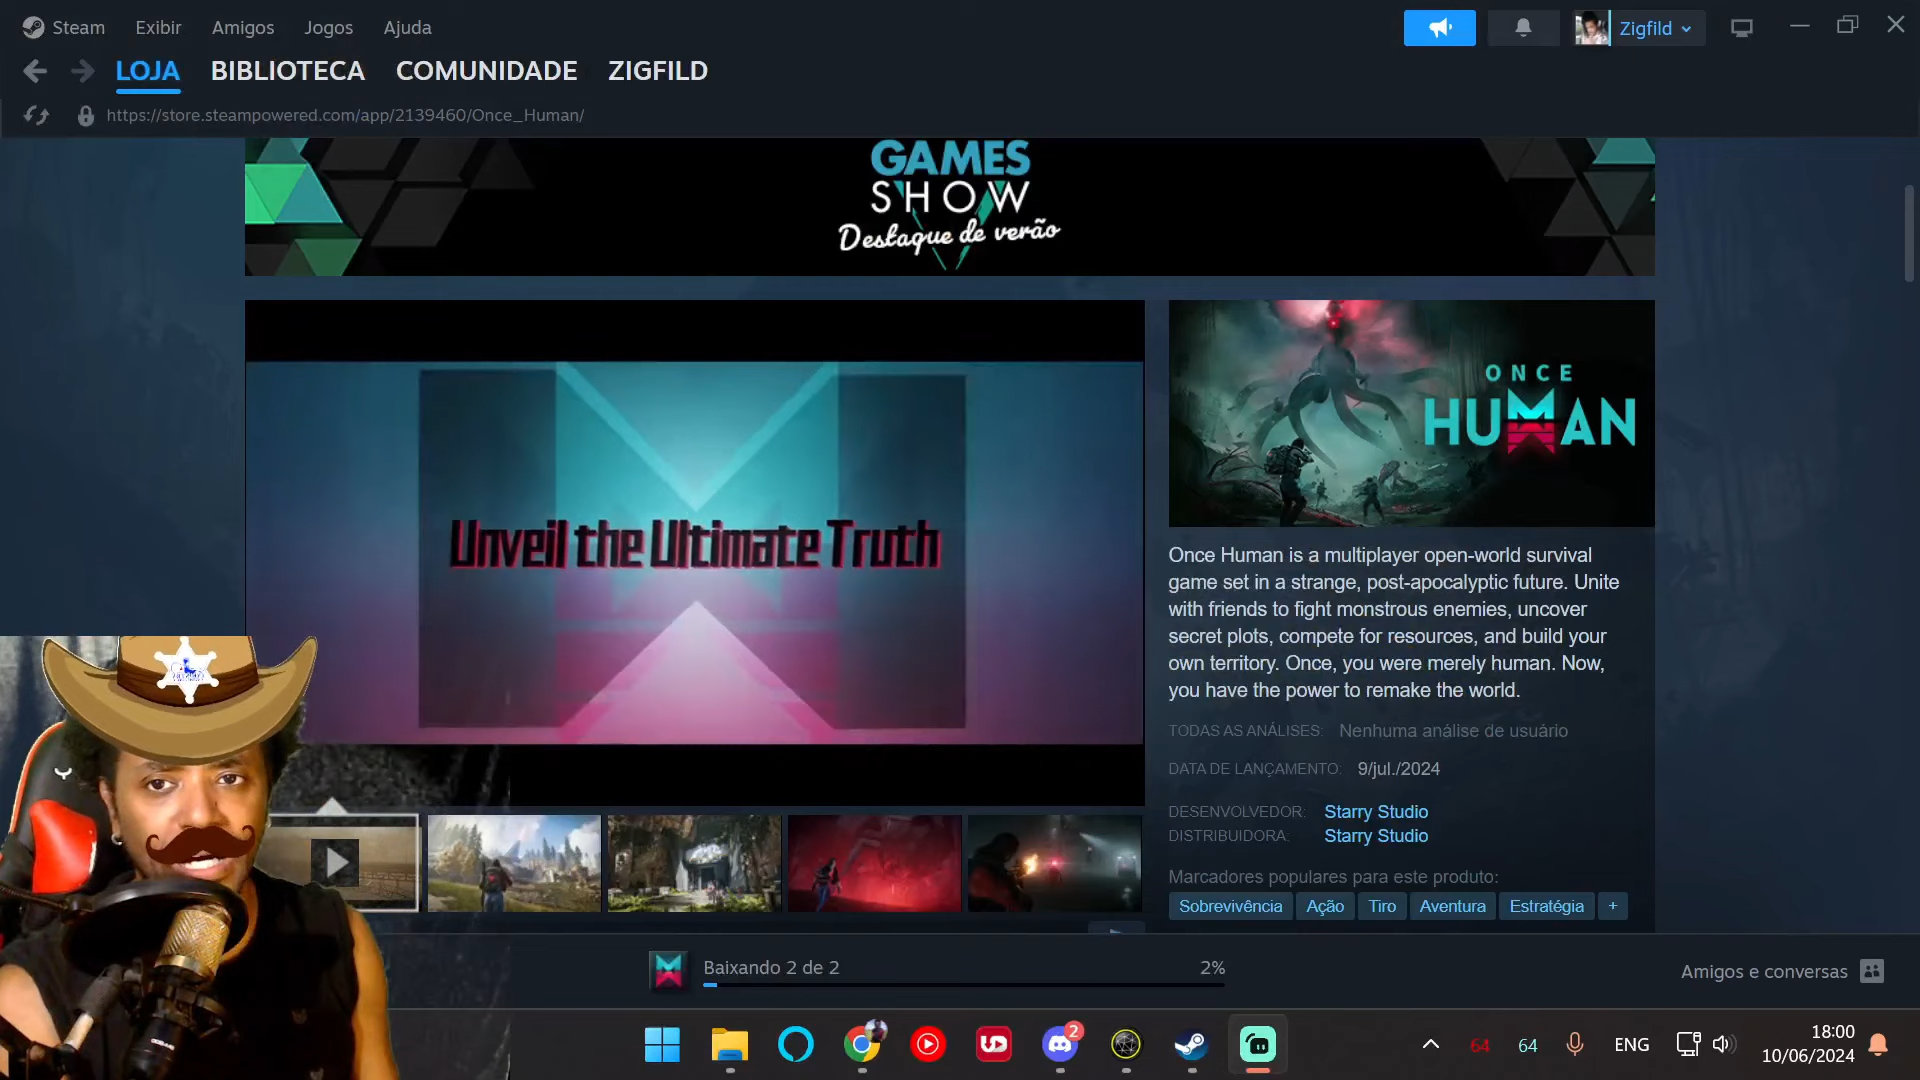 Steam Exibir Amigos Jogos Ajuda
Zigfild
LOJA BIBLIOTECA COMUNIDADE ZIGFILD
https://store.steampowered.com/app/2139460/Once_Human/
GAMES
SHOW
Destaque de verão
Unveil the Ultimate Truth
ONCE
HUMAN
Once Human is a multiplayer open-world survival
game set in a strange, post-apocalyptic future. Unite
with friends to fight monstrous enemies, uncover
secret plots, compete for resources, and build your
own territory. Once, you were merely human. Now,
you have the power to remake the world.
TODAS AS ANÁLISES: Nenhuma análise de usuário
DATA DE LANÇAMENTO: 9/jul./2024
DESENVOLVEDOR: Starry Studio
DISTRIBUIDORA: Starry Studio
Marcadores populares para este produto:
Sobrevivência Ação Tiro Aventura Estratégia +
Baixando 2 de 2 2%
Amigos e conversas
2
64 64 ENG
18:00
10/06/2024